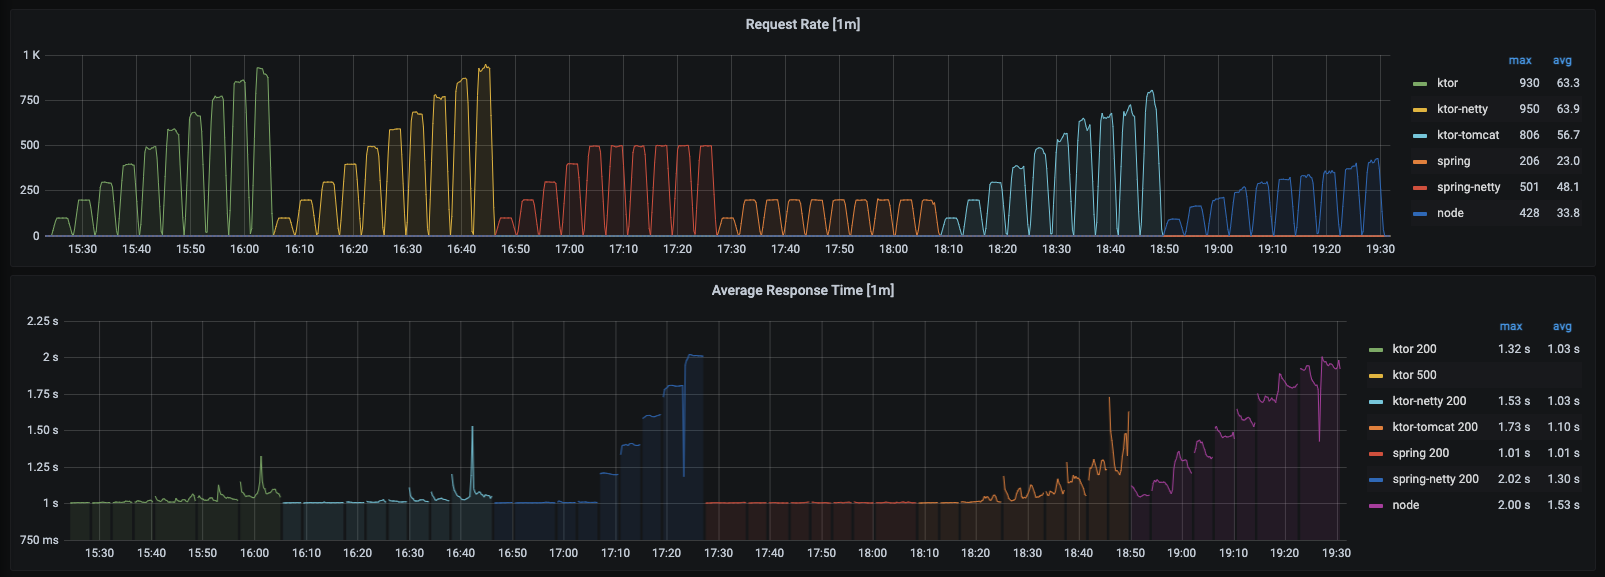 Request Rate [1m]
1 K
750
500
250
0
15:30 15:40 15:50 16:00 16:10 16:20 16:30 16:40 16:50 17:00 17:10 17:20 17:30 17:40 17:50 18:00 18:10 18:20 18:30 18:40 18:50 19:00 19:10 19:20 19:30
max avg
ktor 930 63.3
ktor-netty 950 63.9
ktor-tomcat 806 56.7
spring 206 23.0
spring-netty 501 48.1
node 428 33.8
Average Response Time [1m]
2.25 s
2 s
1.75 s
1.50 s
1.25 s
1 s
750 ms
15:30 15:40 15:50 16:00 16:10 16:20 16:30 16:40 16:50 17:00 17:10 17:20 17:30 17:40 17:50 18:00 18:10 18:20 18:30 18:40 18:50 19:00 19:10 19:20 19:30
max avg
ktor 200 1.32 s 1.03 s
ktor 500
ktor-netty 200 1.53 s 1.03 s
ktor-tomcat 200 1.73 s 1.10 s
spring 200 1.01 s 1.01 s
spring-netty 200 2.02 s 1.30 s
node 2.00 s 1.53 s